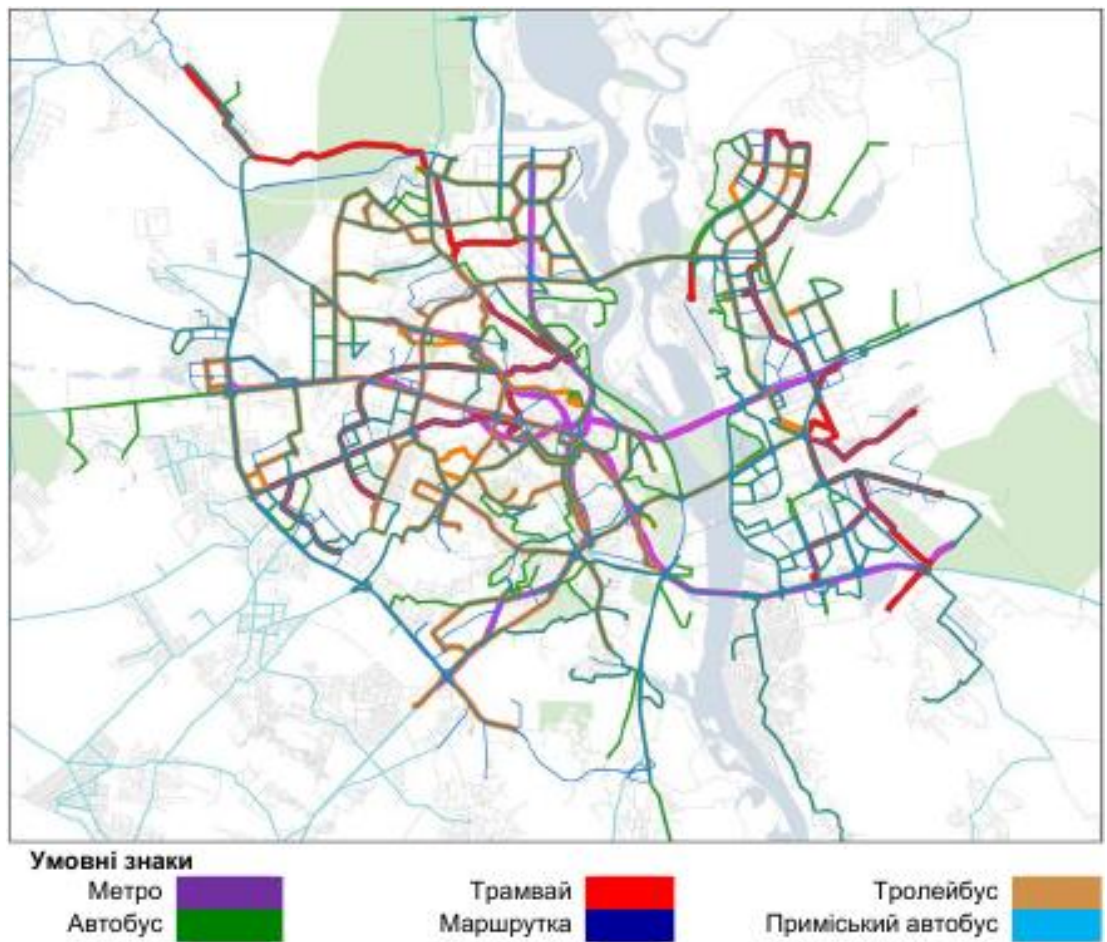 Умовні знаки
Метро Трамвай Тролейбус
Автобус Маршрутка Приміський автобус